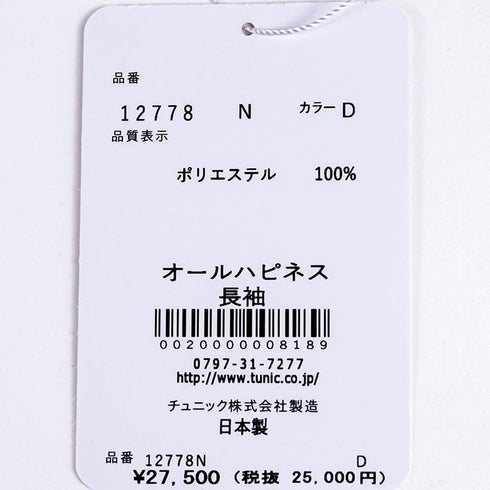 品番
12778 N カラー D
品質表示
ポリエステル 100%
オールハピネス
長袖
0020000008189
0797-31-7277
http://www.tunic.co.jp/
チュニック株式会社製造
日本製
品番 12778N D
¥27,500 (税抜 25,000円)